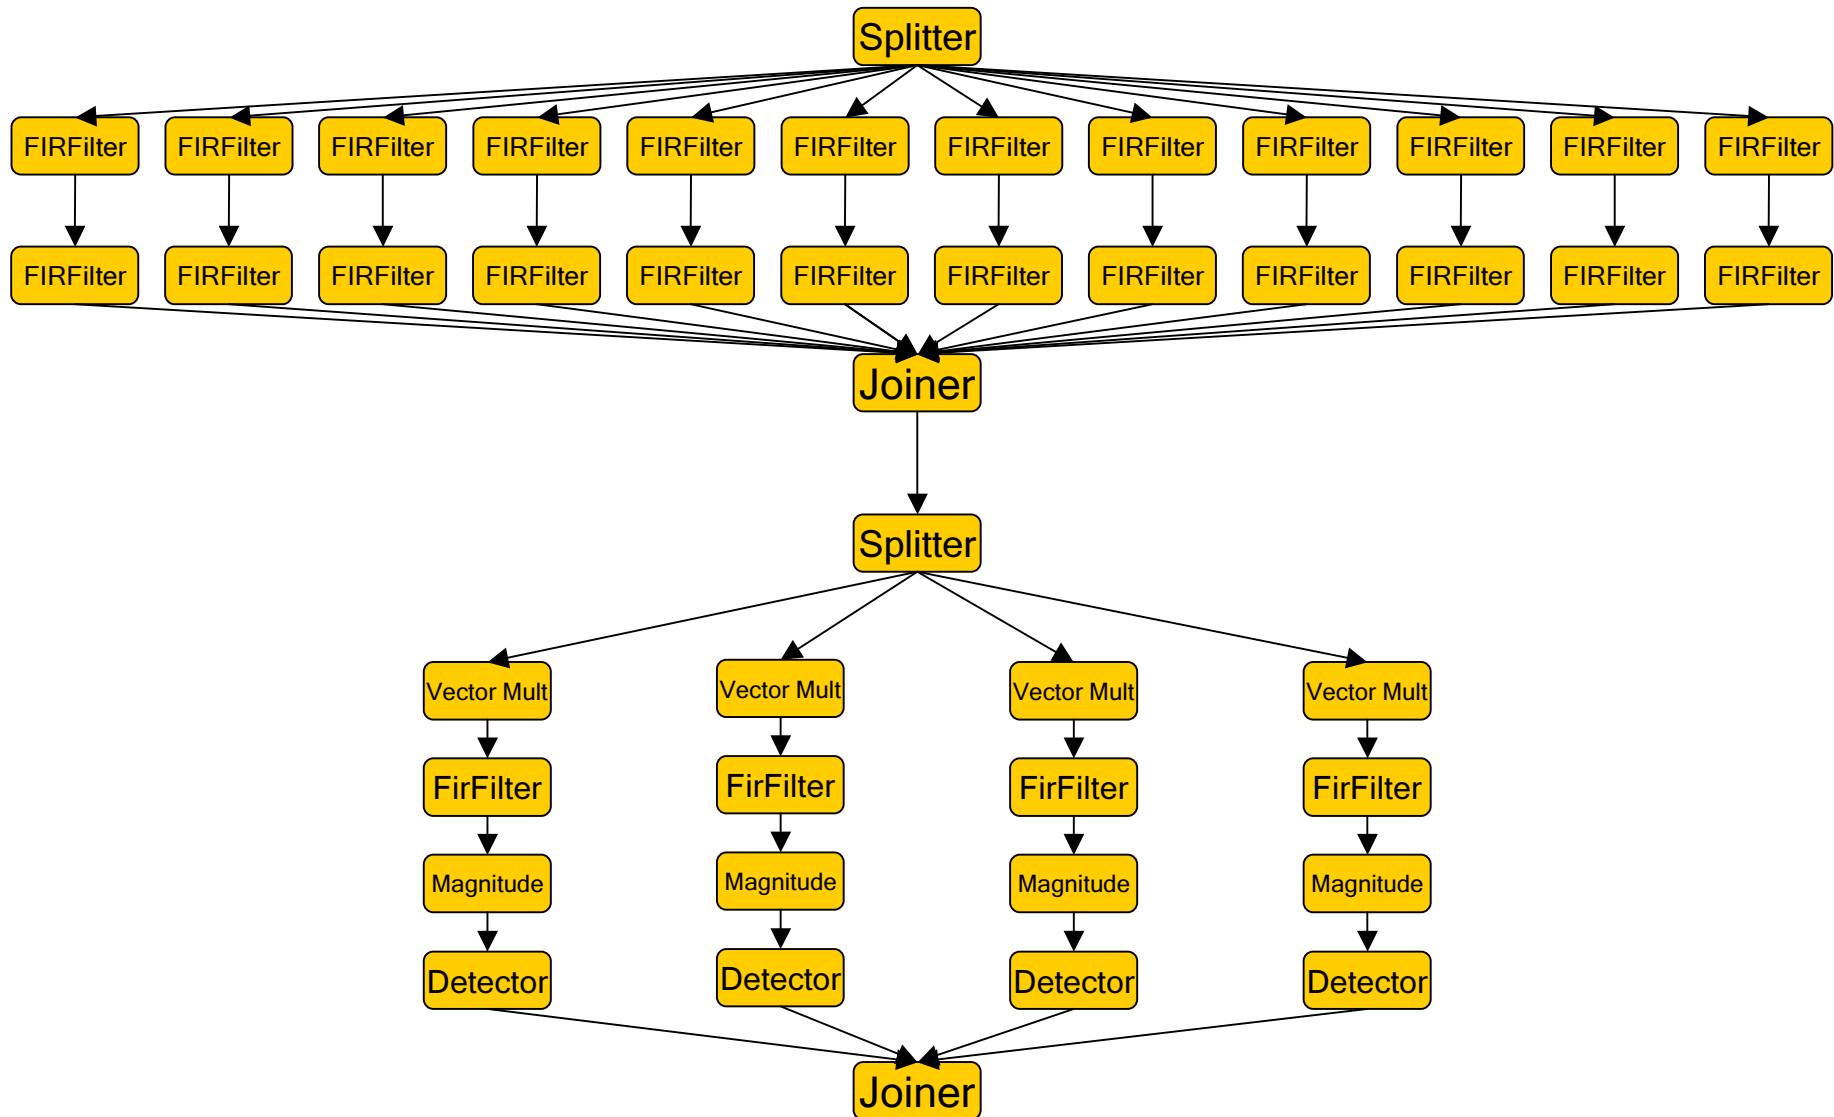 Splitter
FIRFilter FIRFilter FIRFilter FIRFilter FIRFilter FIRFilter FIRFilter FIRFilter FIRFilter FIRFilter FIRFilter FIRFilter
FIRFilter FIRFilter FIRFilter FIRFilter FIRFilter FIRFilter FIRFilter FIRFilter FIRFilter FIRFilter FIRFilter FIRFilter
Joiner
Splitter
Vector Mult Vector Mult Vector Mult Vector Mult
FirFilter FirFilter FirFilter FirFilter
Magnitude Magnitude Magnitude Magnitude
Detector Detector Detector Detector
Joiner